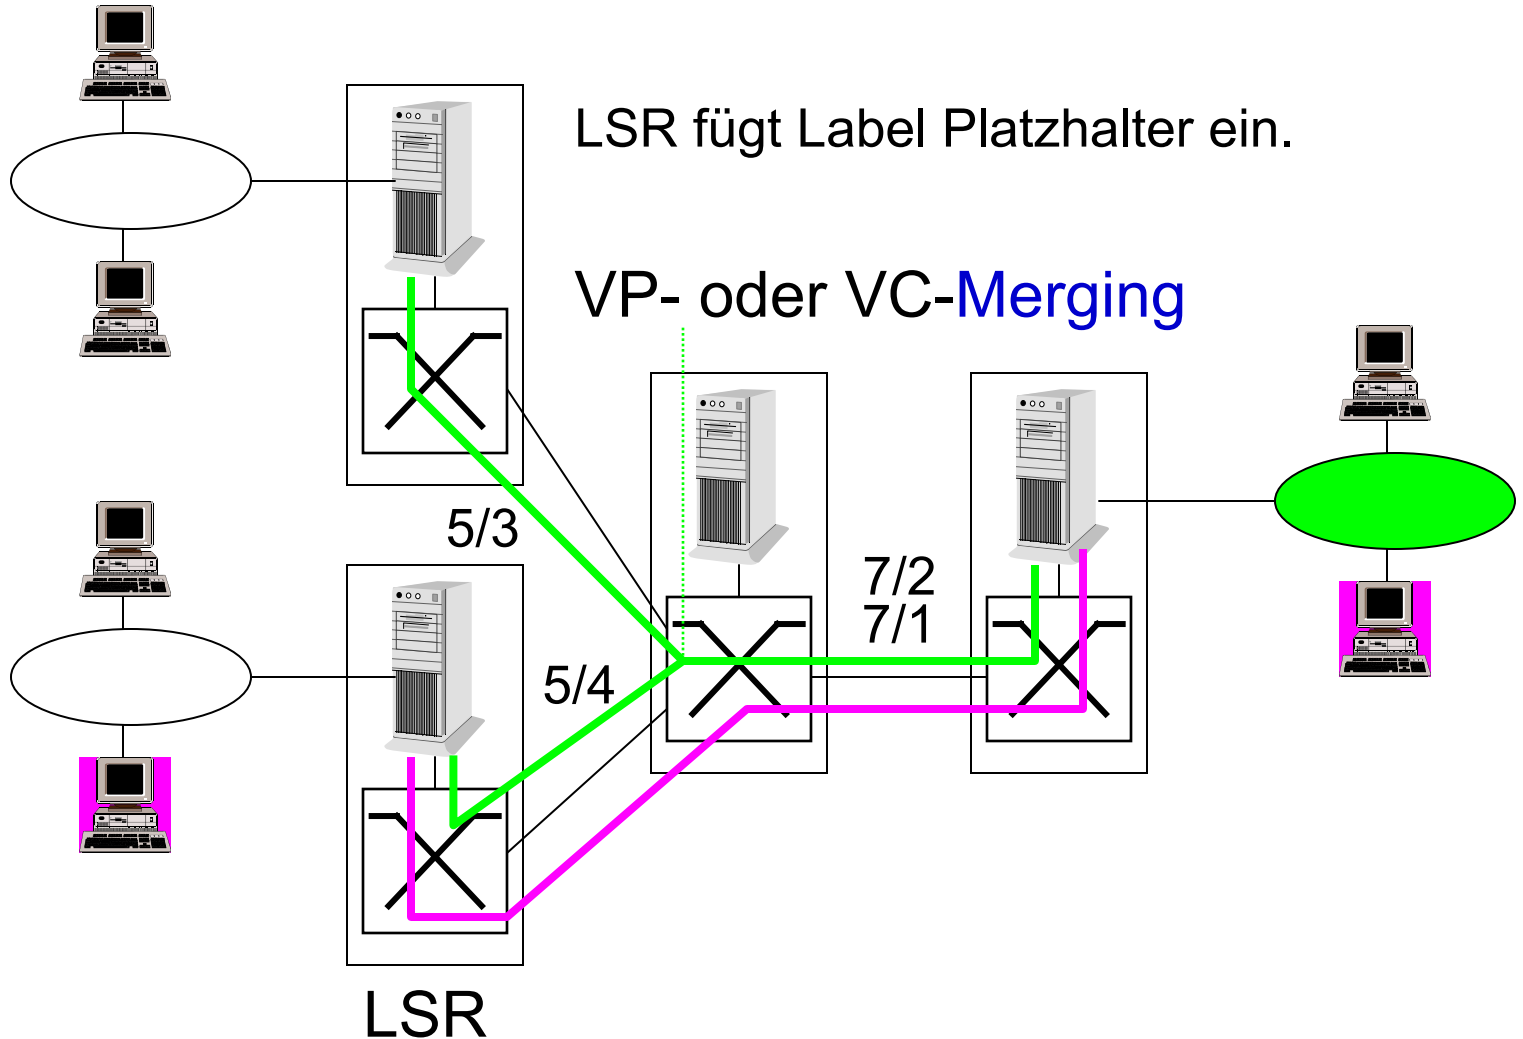 LSR fügt Label Platzhalter ein.
VP- oder VC-Merging
5/3
7/2
7/1
5/4
LSR